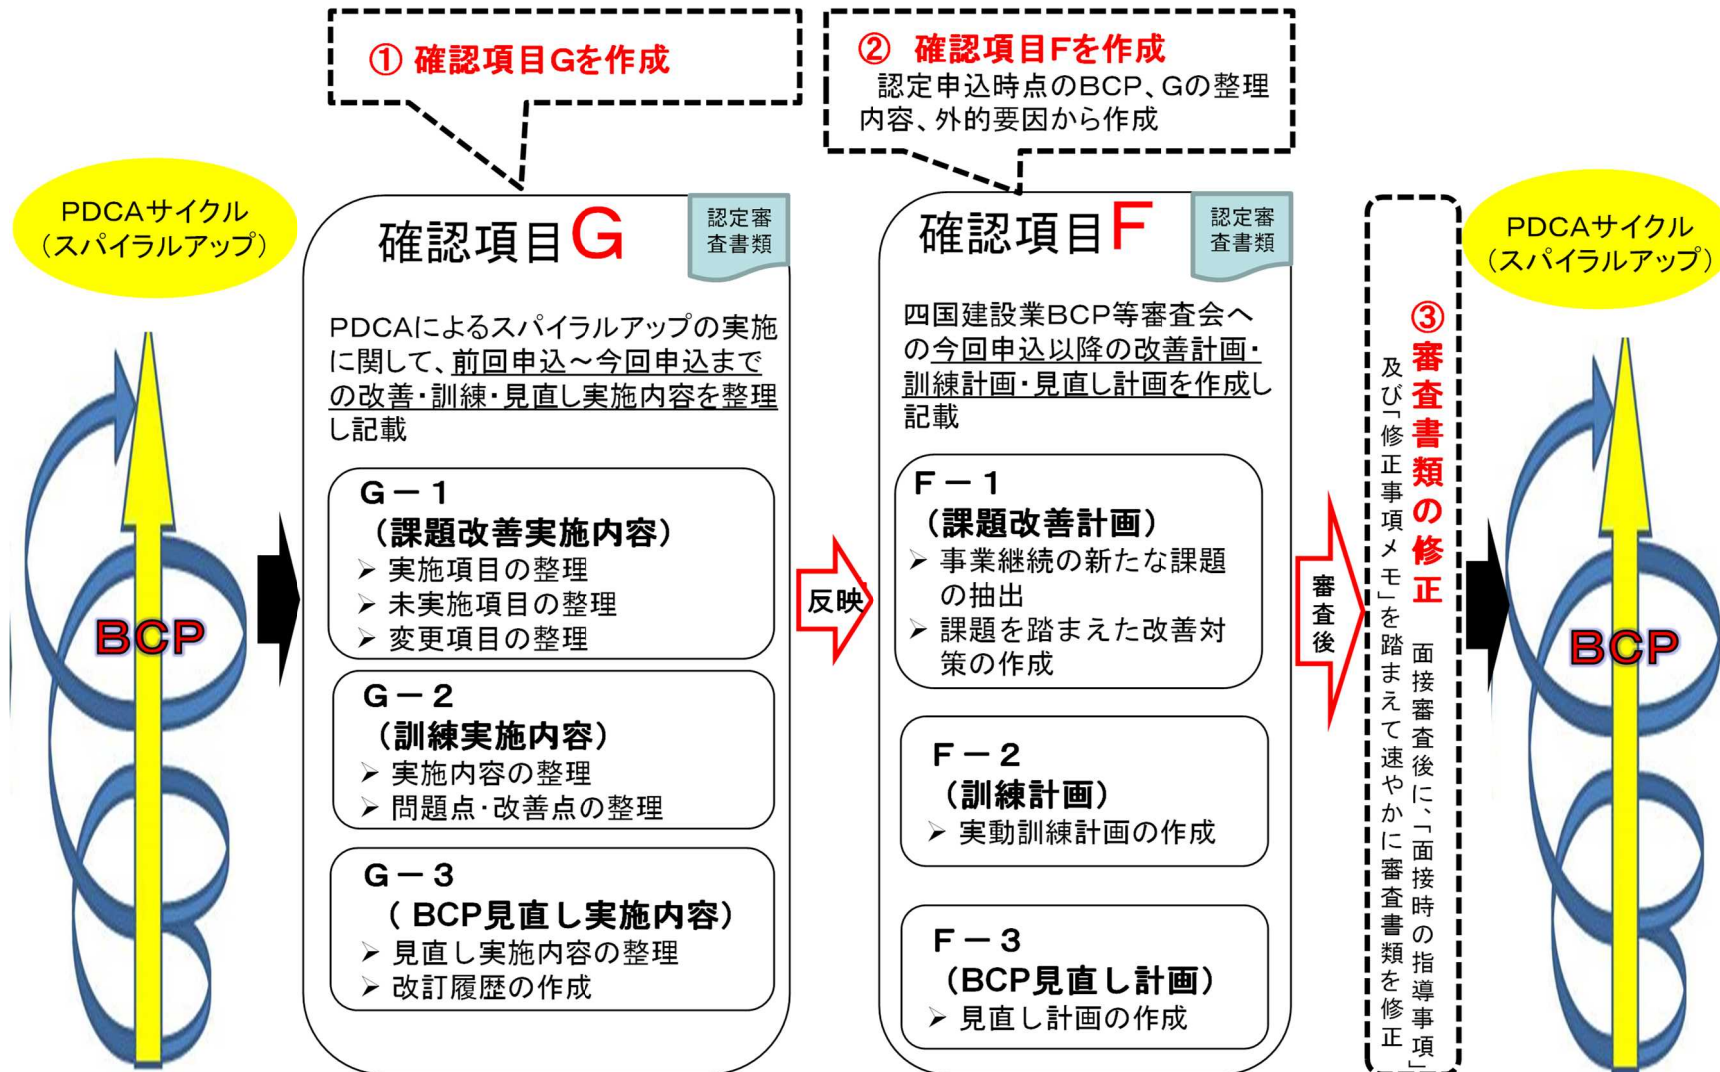 ① 確認項目Gを作成
② 確認項目Fを作成
認定申込時点のBCP、Gの整理
内容、外的要因から作成
PDCAサイクル
（スパイラルアップ）
BCP
確認項目G
認定審
査書類
PDCAによるスパイラルアップの実施
に関して、前回申込～今回申込まで
の改善・訓練・見直し実施内容を整理
し記載
G－1
（課題改善実施内容）
➢ 実施項目の整理
➢ 未実施項目の整理
➢ 変更項目の整理
G－2
（訓練実施内容）
➢ 実施内容の整理
➢ 問題点・改善点の整理
G－3
（BCP見直し実施内容）
➢ 見直し実施内容の整理
➢ 改訂履歴の作成
反映
確認項目F
認定審
査書類
四国建設業BCP等審査会へ
の今回申込以降の改善計画・
訓練計画・見直し計画を作成し
記載
F－1
（課題改善計画）
➢ 事業継続の新たな課題
の抽出
➢ 課題を踏まえた改善対
策の作成
F－2
（訓練計画）
➢ 実動訓練計画の作成
F－3
（BCP見直し計画）
➢ 見直し計画の作成
審査後
③審査書類の修正 面接審査後に、「面接時の指導事項」
及び「修正事項メモ」を踏まえて速やかに審査書類を修正
PDCAサイクル
（スパイラルアップ）
BCP